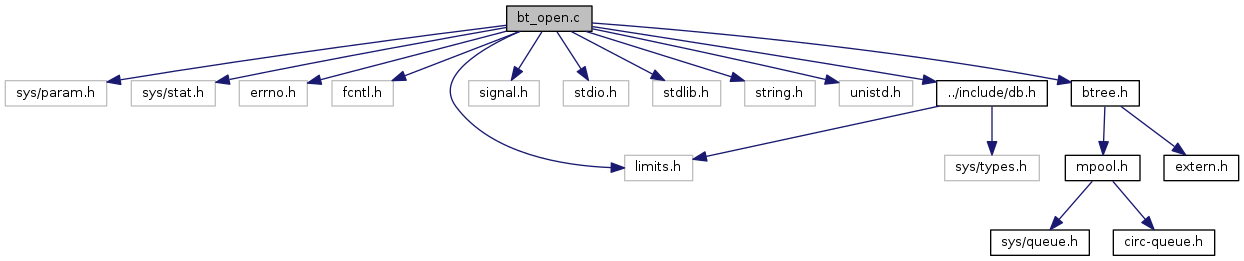 bt_open.c
sys/param.h
sys/stat.h
errno.h
fcntl.h
signal.h
stdio.h
stdlib.h
string.h
unistd.h
../include/db.h
btree.h
limits.h
sys/types.h
mpool.h
extern.h
sys/queue.h
circ-queue.h